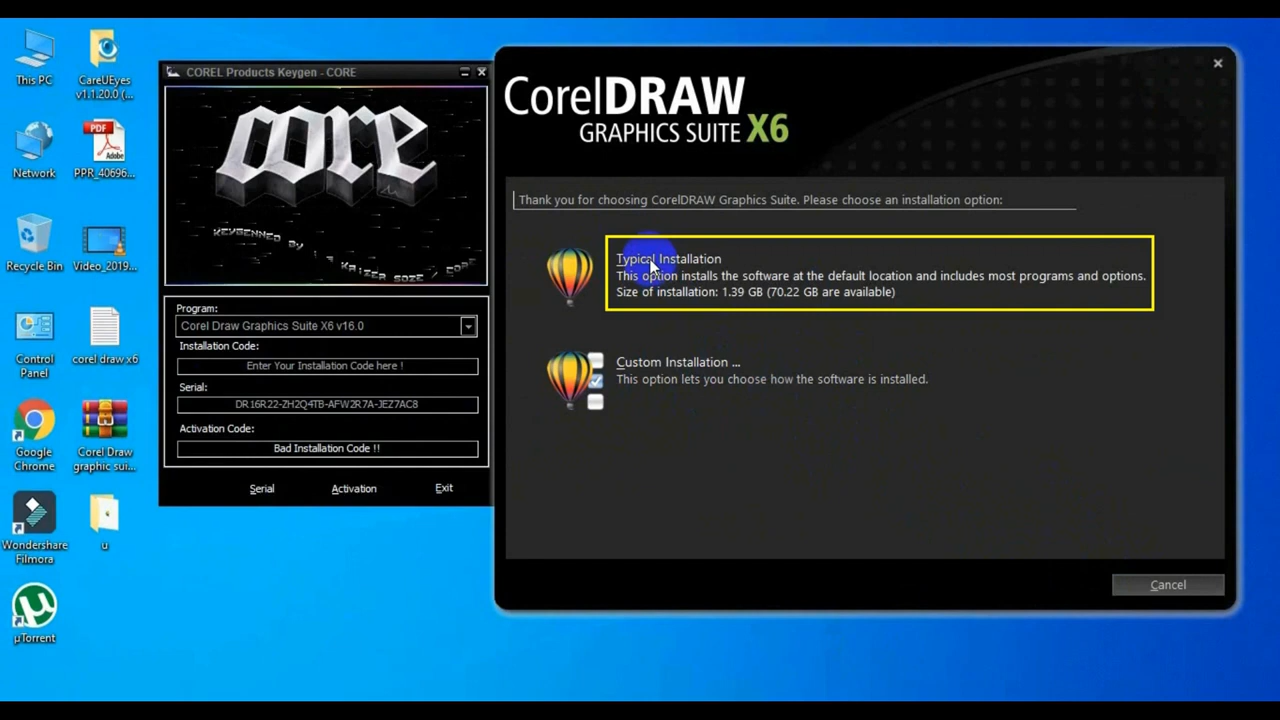 This PC
CareUEyes
v1.1.20.0 (...
Network
PDF
Adobe
PPR_40696...
Recycle Bin
Video_2019...
Control
Panel
corel draw x6
Google
Chrome
Corel Draw
graphic sui...
Wondershare
Filmora
u
µTorrent
COREL Products Keygen - CORE
core
KEYGENNED BY
KAIZER SOZE / CORE
Program:
Corel Draw Graphics Suite X6 v16.0
Installation Code:
Enter Your Installation Code here !
Serial:
DR16R22-ZH2Q4TB-AFW2R7A-JEZ7AC8
Activation Code:
Bad Installation Code !!
Serial
Activation
Exit
CorelDRAW
GRAPHICS SUITE X6
Thank you for choosing CorelDRAW Graphics Suite. Please choose an installation option:
Typical Installation
This option installs the software at the default location and includes most programs and options.
Size of installation: 1.39 GB (70.22 GB are available)
Custom Installation ...
This option lets you choose how the software is installed.
Cancel